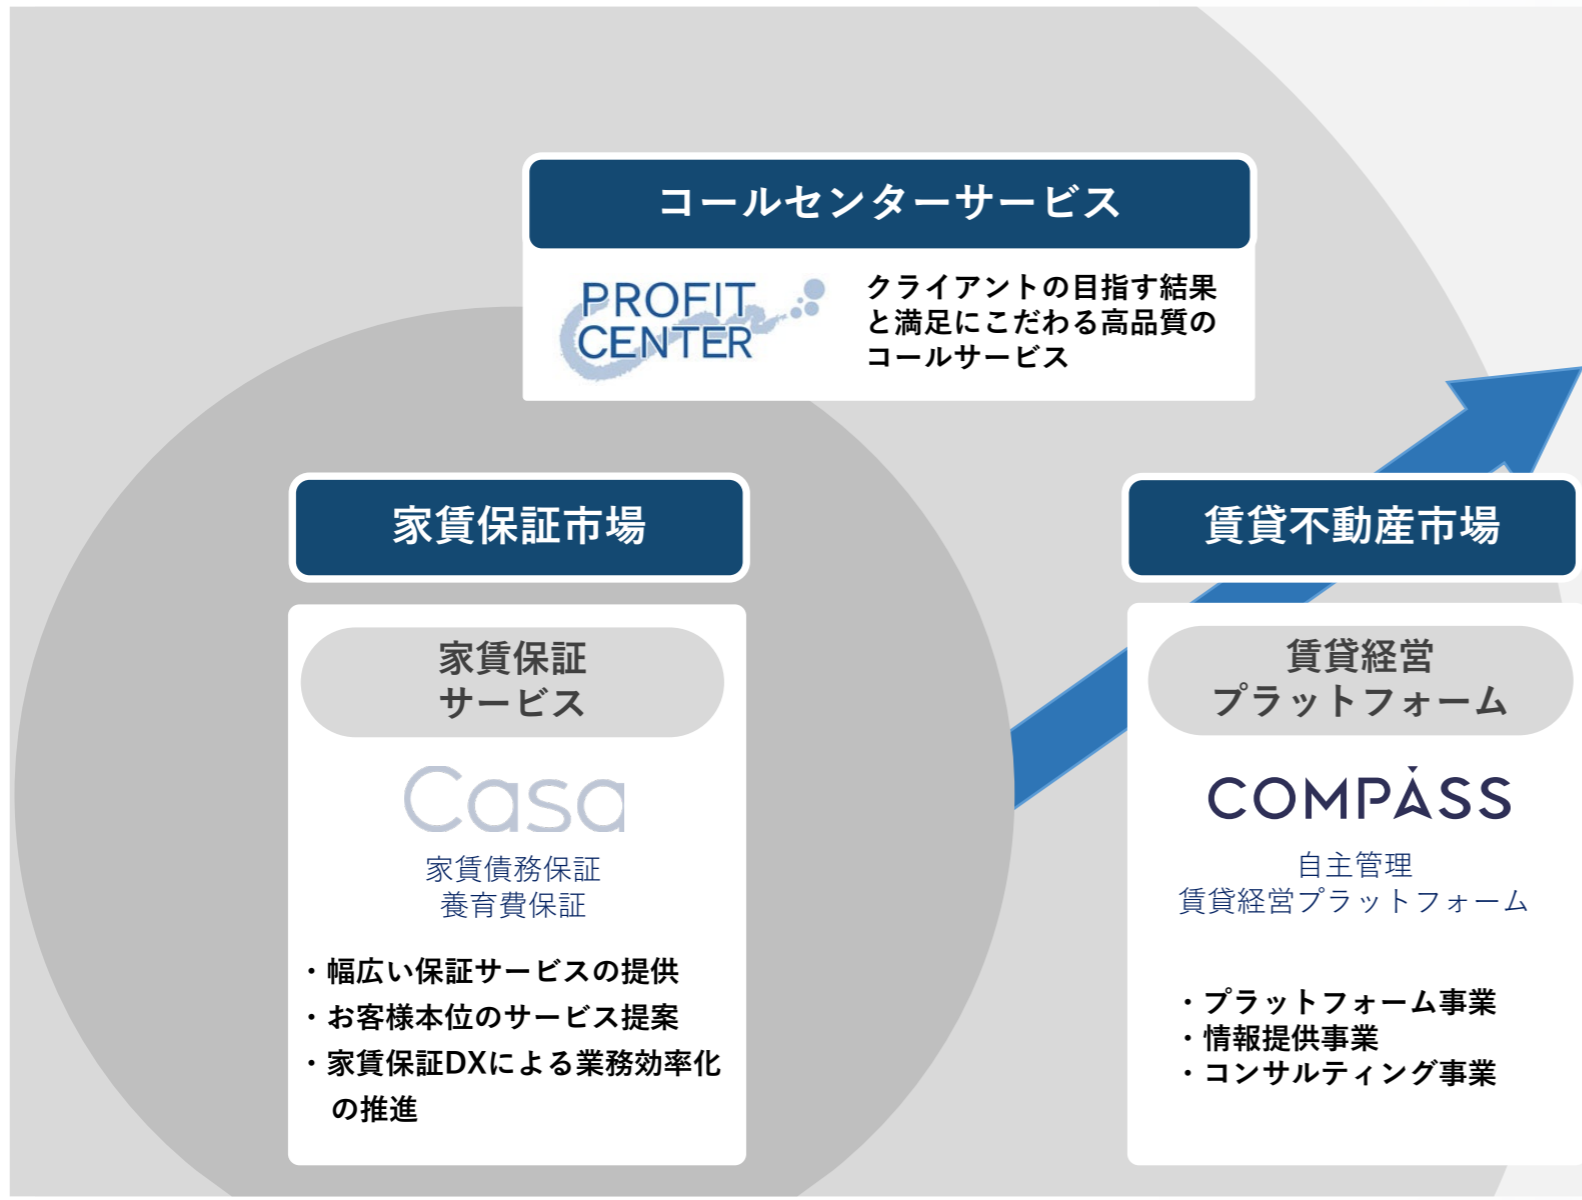 コールセンターサービス
PROFIT
CENTER
クライアントの目指す結果
と満足にこだわる高品質の
コールサービス
家賃保証市場
家賃保証
サービス
Casa
家賃債務保証
養育費保証
・幅広い保証サービスの提供
・お客様本位のサービス提案
・家賃保証DXによる業務効率化
の推進
賃貸不動産市場
賃貸経営
プラットフォーム
COMPASS
自主管理
賃貸経営プラットフォーム
・プラットフォーム事業
・情報提供事業
・コンサルティング事業